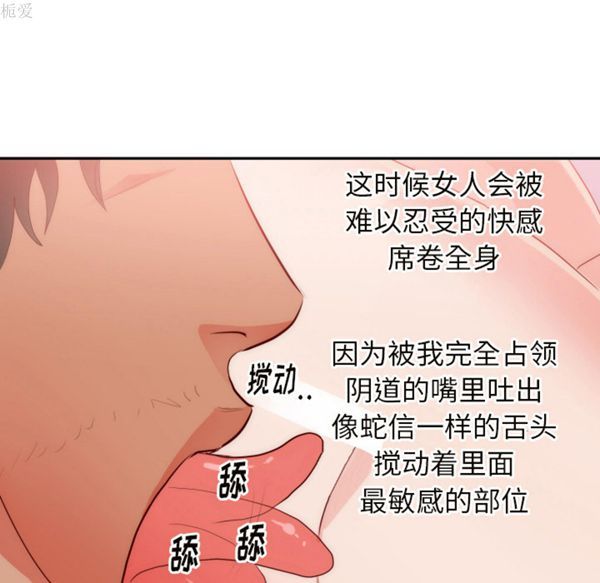 栀爱
这时候女人会被
难以忍受的快感
席卷全身
因为被我完全占领
阴道的嘴里吐出
像蛇信一样的舌头
搅动着里面
最敏感的部位
搅动..
舔
舔
舔